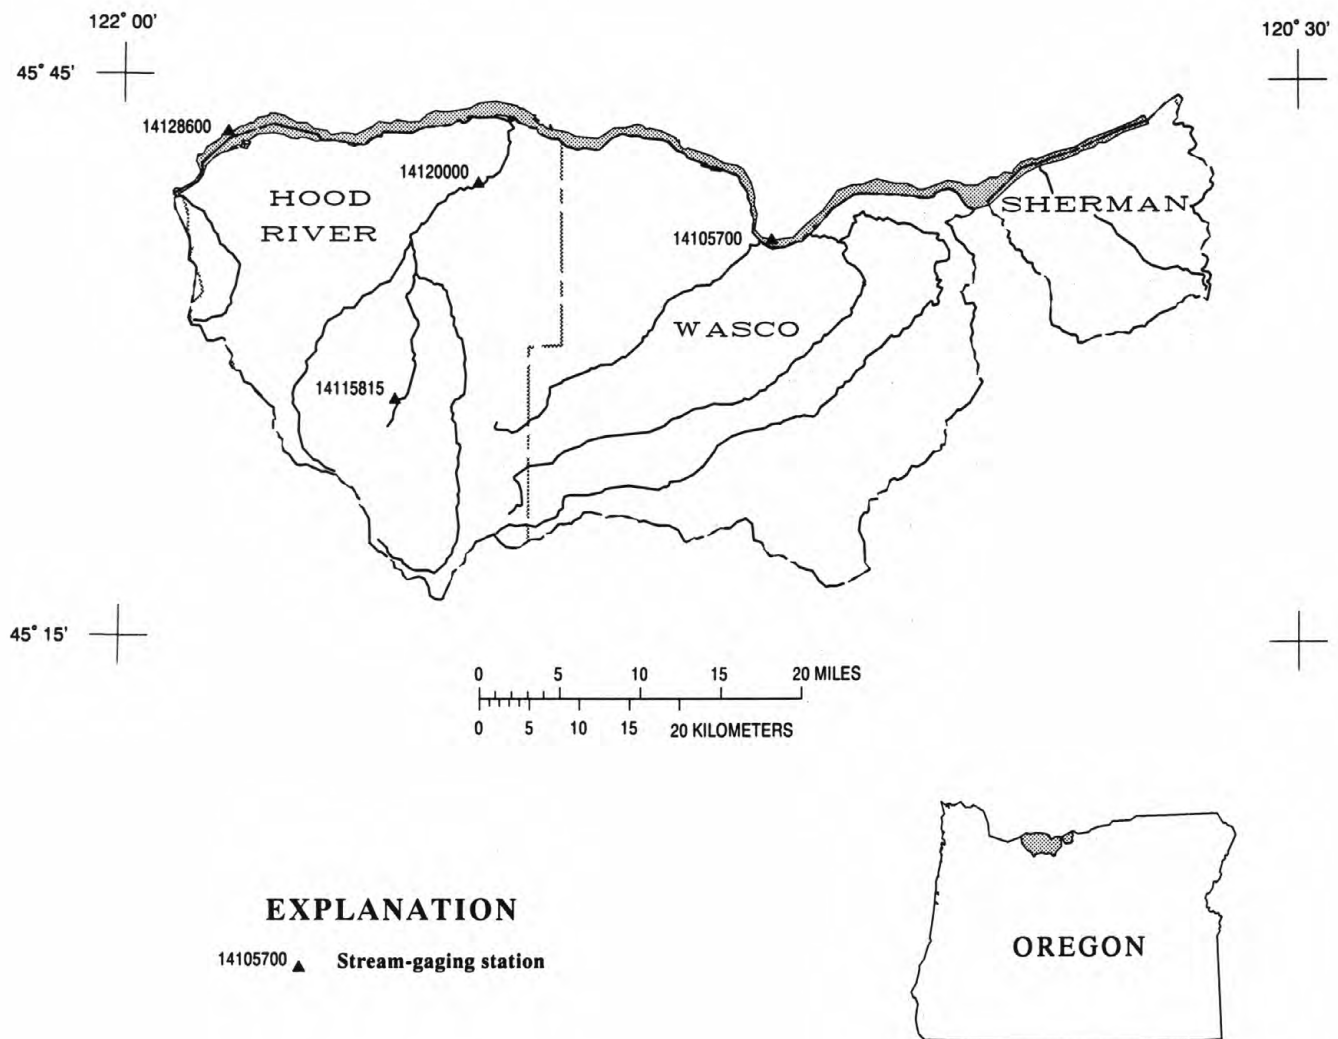 122° 00'
120° 30'
45° 45'
14128600
14120000
HOOD
RIVER
SHERMAN
14105700
WASCO
14115815
45° 15'
0 5 10 15 20 MILES
0 5 10 15 20 KILOMETERS
EXPLANATION
14105700 Stream-gaging station
OREGON